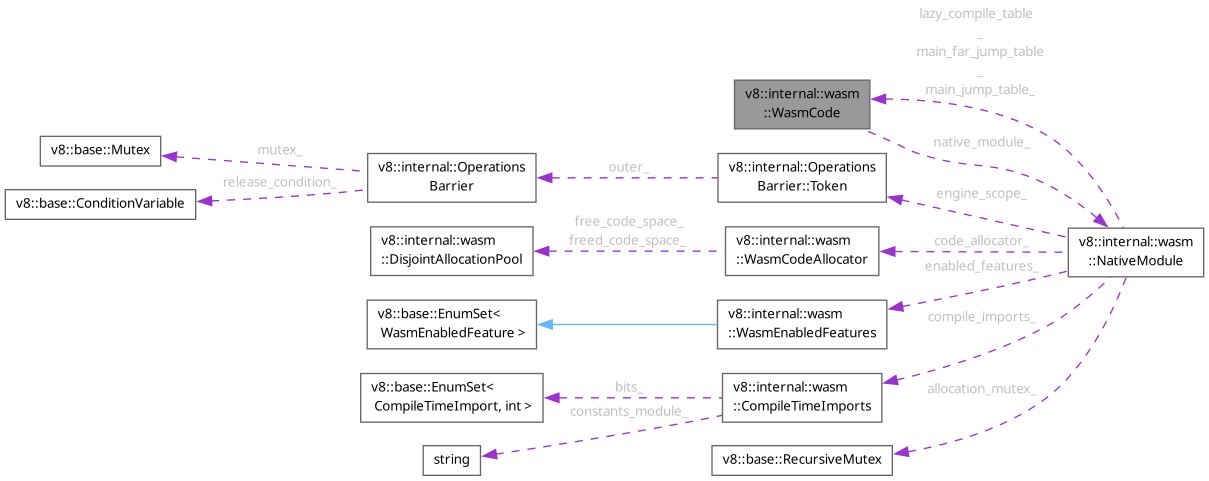 lazy_compile_table
_
main_far_jump_table
_
main_jump_table_
v8::internal::wasm
::WasmCode
native_module_
v8::base::Mutex
mutex_
v8::internal::Operations
Barrier
outer_
v8::internal::Operations
Barrier::Token
release_condition_
v8::base::ConditionVariable
engine_scope_
free_code_space_
freed_code_space_
v8::internal::wasm
::DisjointAllocationPool
v8::internal::wasm
::WasmCodeAllocator
code_allocator_
v8::internal::wasm
::NativeModule
enabled_features_
v8::base::EnumSet<
WasmEnabledFeature >
v8::internal::wasm
::WasmEnabledFeatures
compile_imports_
v8::base::EnumSet<
CompileTimeImport, int >
bits_
v8::internal::wasm
::CompileTimeImports
allocation_mutex_
constants_module_
string
v8::base::RecursiveMutex